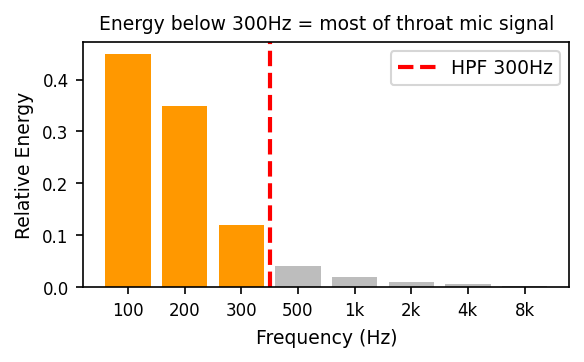 Energy below 300Hz = most of throat mic signal
HPF 300Hz
Relative Energy
0.4
0.3
0.2
0.1
0.0
100 200 300 500 1k 2k 4k 8k
Frequency (Hz)